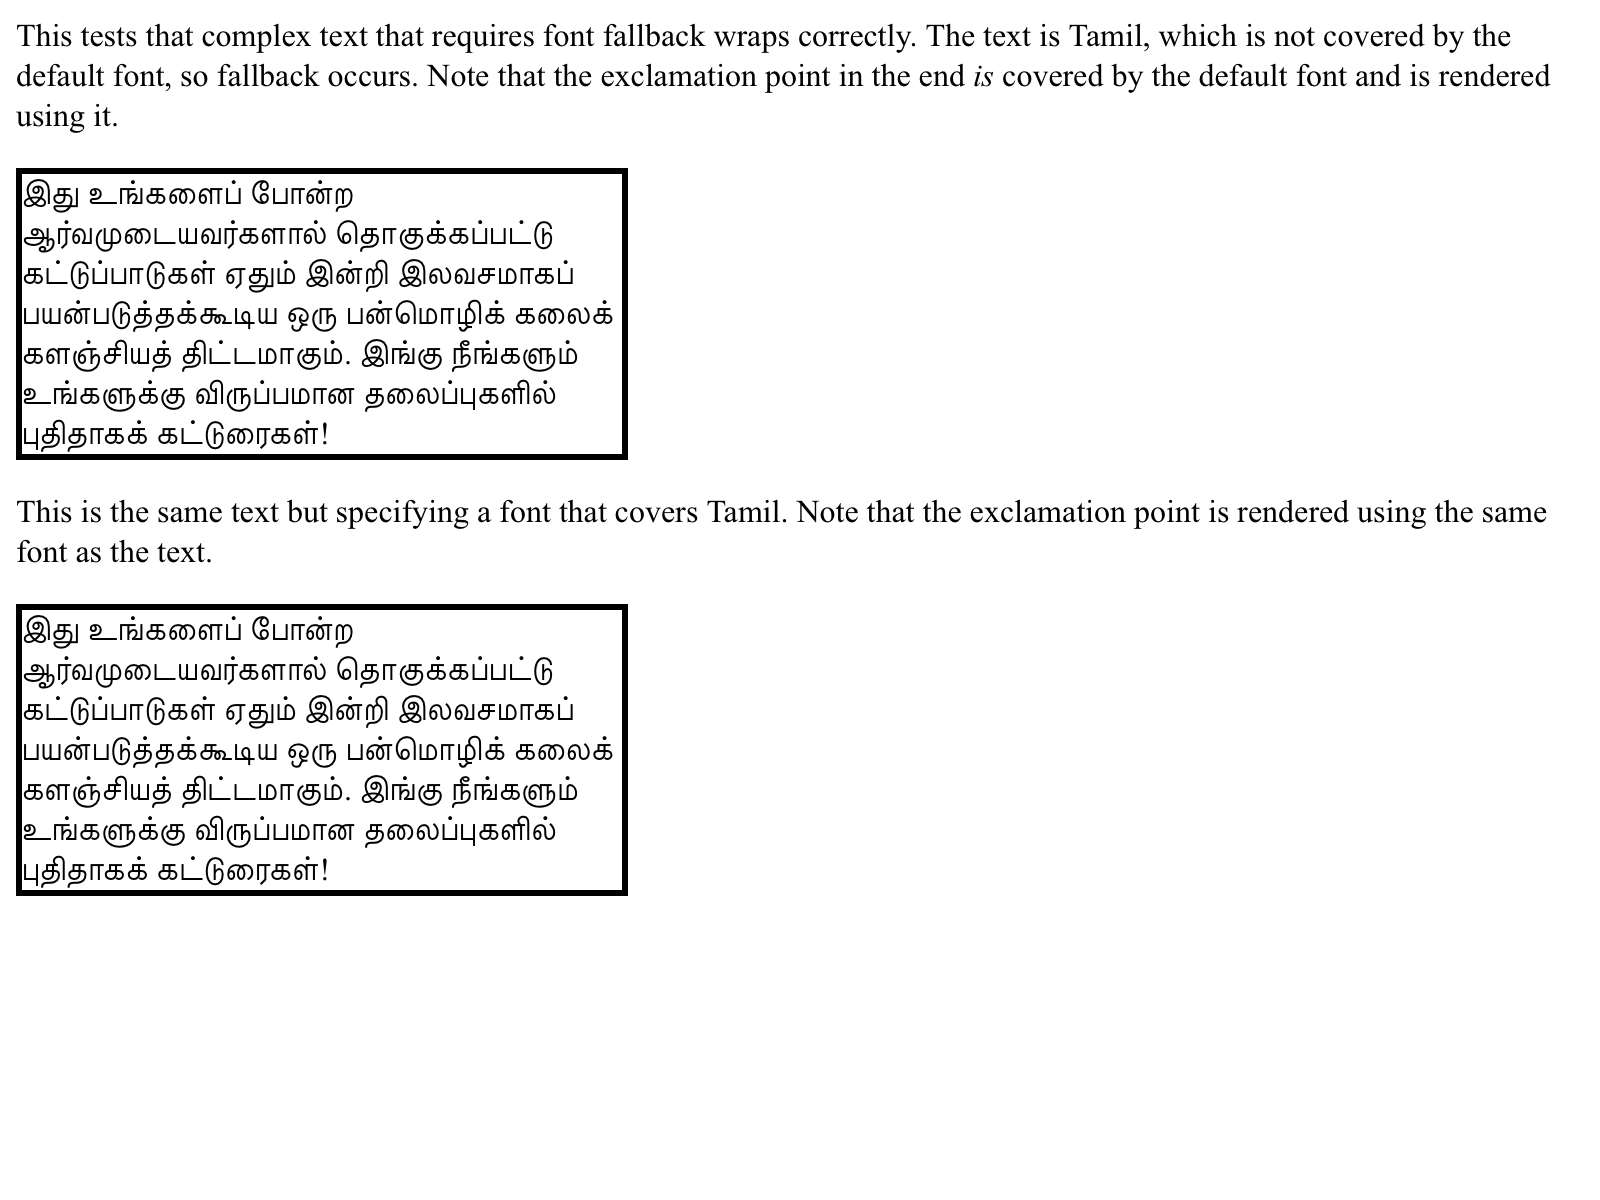 This tests that complex text that requires font fallback wraps correctly. The text is Tamil, which is not covered by the
default font, so fallback occurs. Note that the exclamation point in the end is covered by the default font and is rendered
using it.
இது உங்களைப் போன்ற
ஆர்வமுடையவர்களால் தொகுக்கப்பட்டு
கட்டுப்பாடுகள் ஏதும் இன்றி இலவசமாகப்
பயன்படுத்தக்கூடிய ஒரு பன்மொழிக் கலைக்
களஞ்சியத் திட்டமாகும். இங்கு நீங்களும்
உங்களுக்கு விருப்பமான தலைப்புகளில்
புதிதாகக் கட்டுரைகள்!
This is the same text but specifying a font that covers Tamil. Note that the exclamation point is rendered using the same
font as the text.
இது உங்களைப் போன்ற
ஆர்வமுடையவர்களால் தொகுக்கப்பட்டு
கட்டுப்பாடுகள் ஏதும் இன்றி இலவசமாகப்
பயன்படுத்தக்கூடிய ஒரு பன்மொழிக் கலைக்
களஞ்சியத் திட்டமாகும். இங்கு நீங்களும்
உங்களுக்கு விருப்பமான தலைப்புகளில்
புதிதாகக் கட்டுரைகள்!